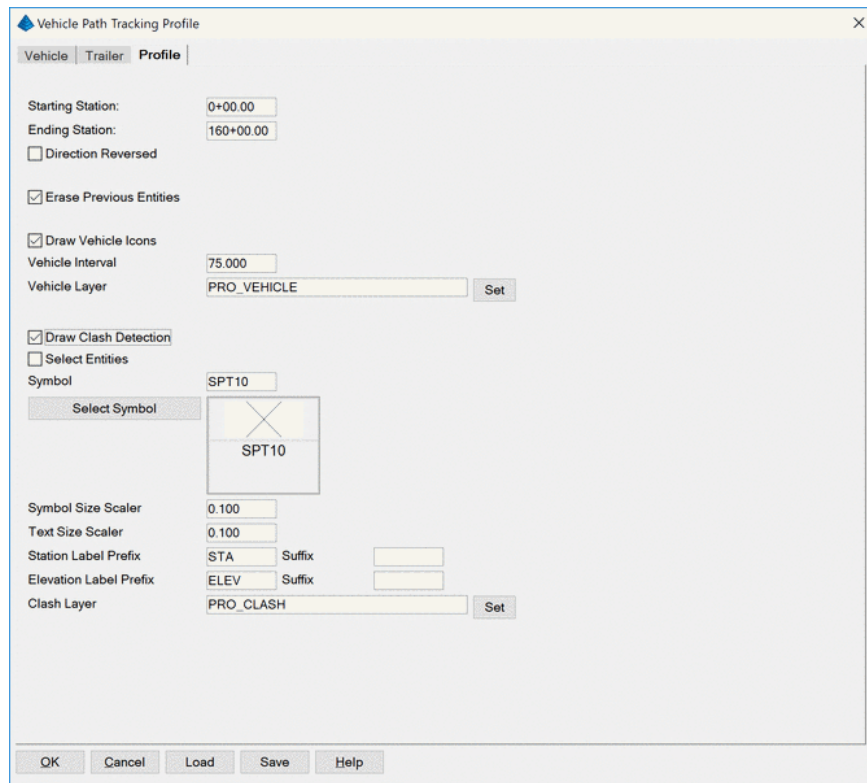 Vehicle Path Tracking Profile
Vehicle Trailer Profile
Starting Station: 0+00.00
Ending Station: 160+00.00
Direction Reversed
Erase Previous Entities
Draw Vehicle Icons
Vehicle Interval 75.000
Vehicle Layer PRO_VEHICLE Set
Draw Clash Detection
Select Entities
Symbol SPT10
Select Symbol
SPT10
Symbol Size Scaler 0.100
Text Size Scaler 0.100
Station Label Prefix STA Suffix
Elevation Label Prefix ELEV Suffix
Clash Layer PRO_CLASH Set
OK Cancel Load Save Help